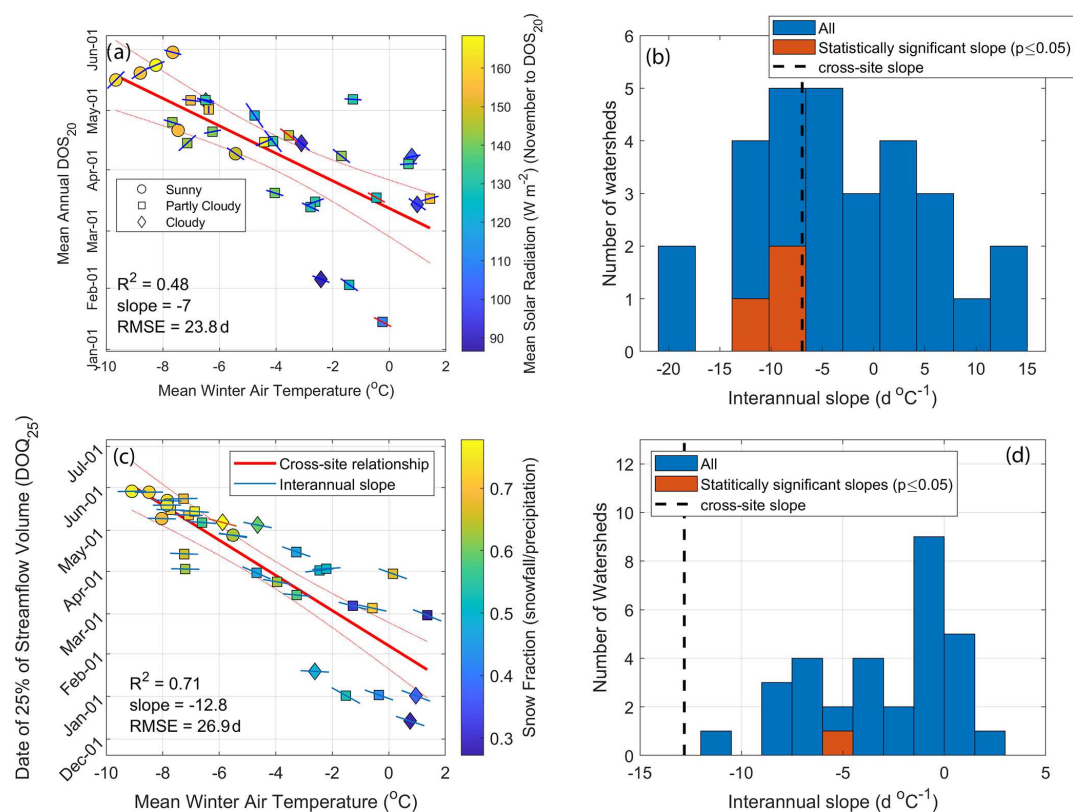 (a)
Mean Annual DOS20
Jun-01
May-01
Apr-01
Mar-01
Feb-01
Jan-01
Sunny
Partly Cloudy
Cloudy
R2 = 0.48
slope = -7
RMSE = 23.8 d
-10 -8 -6 -4 -2 0 2
Mean Winter Air Temperature (oC)
160
150
140
130
120
110
100
90
Mean Solar Radiation (W m-2) (November to DOS20)
(b)
All
Statistically significant slope (p≤0.05)
cross-site slope
Number of watersheds
6
5
4
3
2
1
0
-20 -15 -10 -5 0 5 10 15
Interannual slope (d oC-1)
(c)
Date of 25% of Streamflow Volume (DOQ25)
Jul-01
Jun-01
May-01
Apr-01
Mar-01
Feb-01
Jan-01
Dec-01
Cross-site relationship
Interannual slope
R2 = 0.71
slope = -12.8
RMSE = 26.9 d
-10 -8 -6 -4 -2 0 2
Mean Winter Air Temperature (oC)
0.7
0.6
0.5
0.4
0.3
Snow Fraction (snowfall/precipitation)
(d)
All
Statitically significant slopes (p≤0.05)
cross-site slope
Number of Watersheds
12
10
8
6
4
2
0
-15 -10 -5 0 5
Interannual slope (d oC-1)